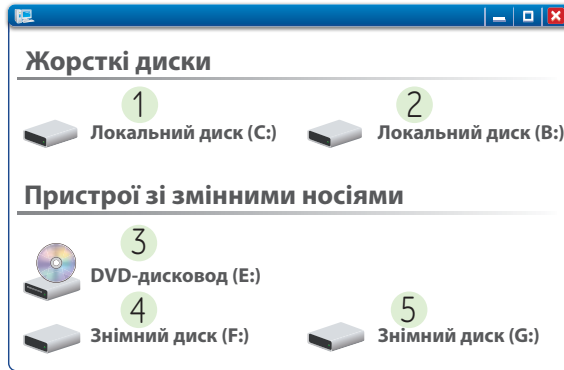 Жорсткі диски
1 2
Локальний диск (C:) Локальний диск (B:)
Пристрої зі змінними носіями
3
DVD-дисковод (E:)
4 5
Знімний диск (F:) Знімний диск (G:)